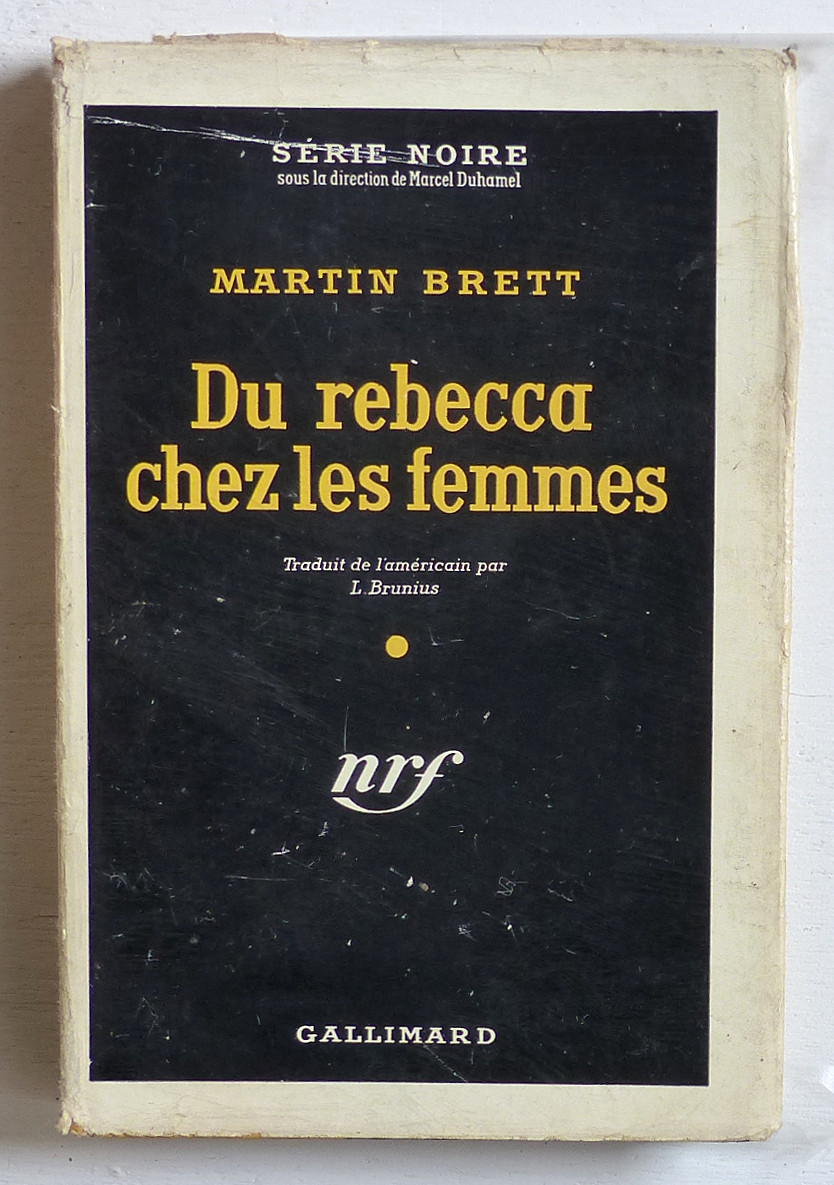 SÉRIE NOIRE
sous la direction de Marcel Duhamel
MARTIN BRETT
Du rebecca
chez les femmes
Traduit de l'américain par
L. Brunius
nrf
GALLIMARD